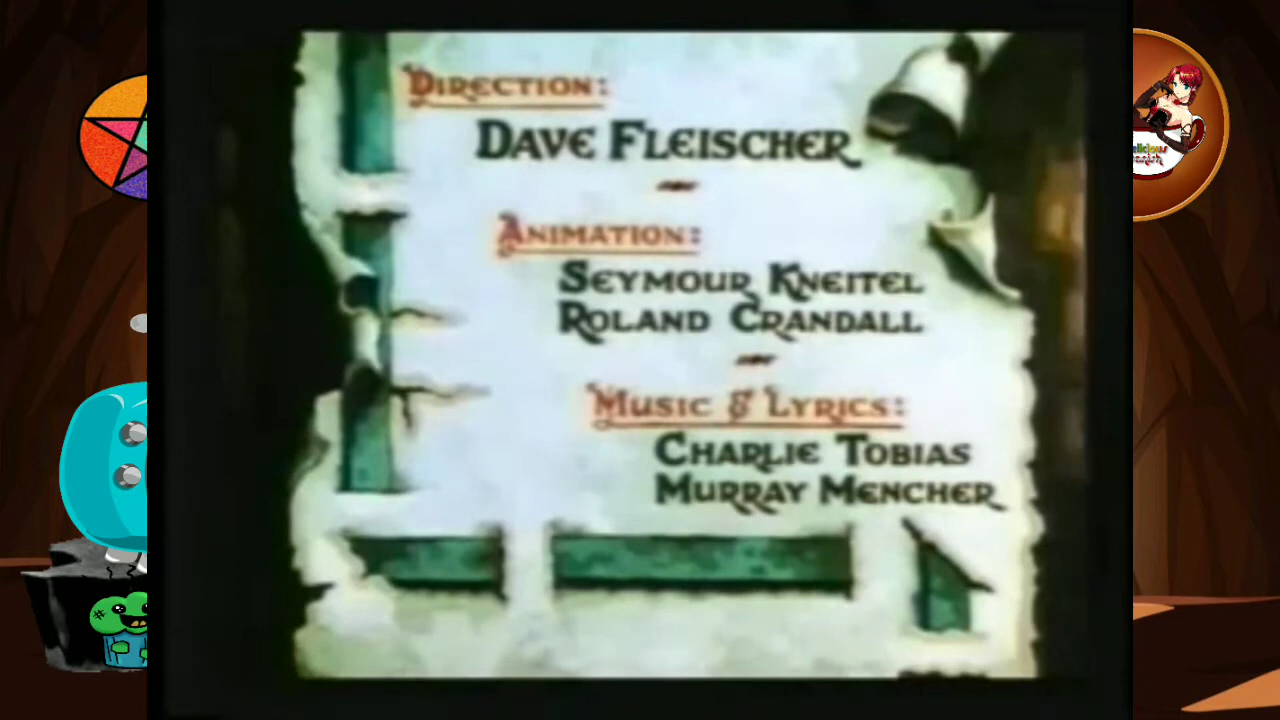 Direction:
Dave Fleischer
Animation:
Seymour Kneitel
Roland Crandall
Music & Lyrics:
Charlie Tobias
Murray Mencher